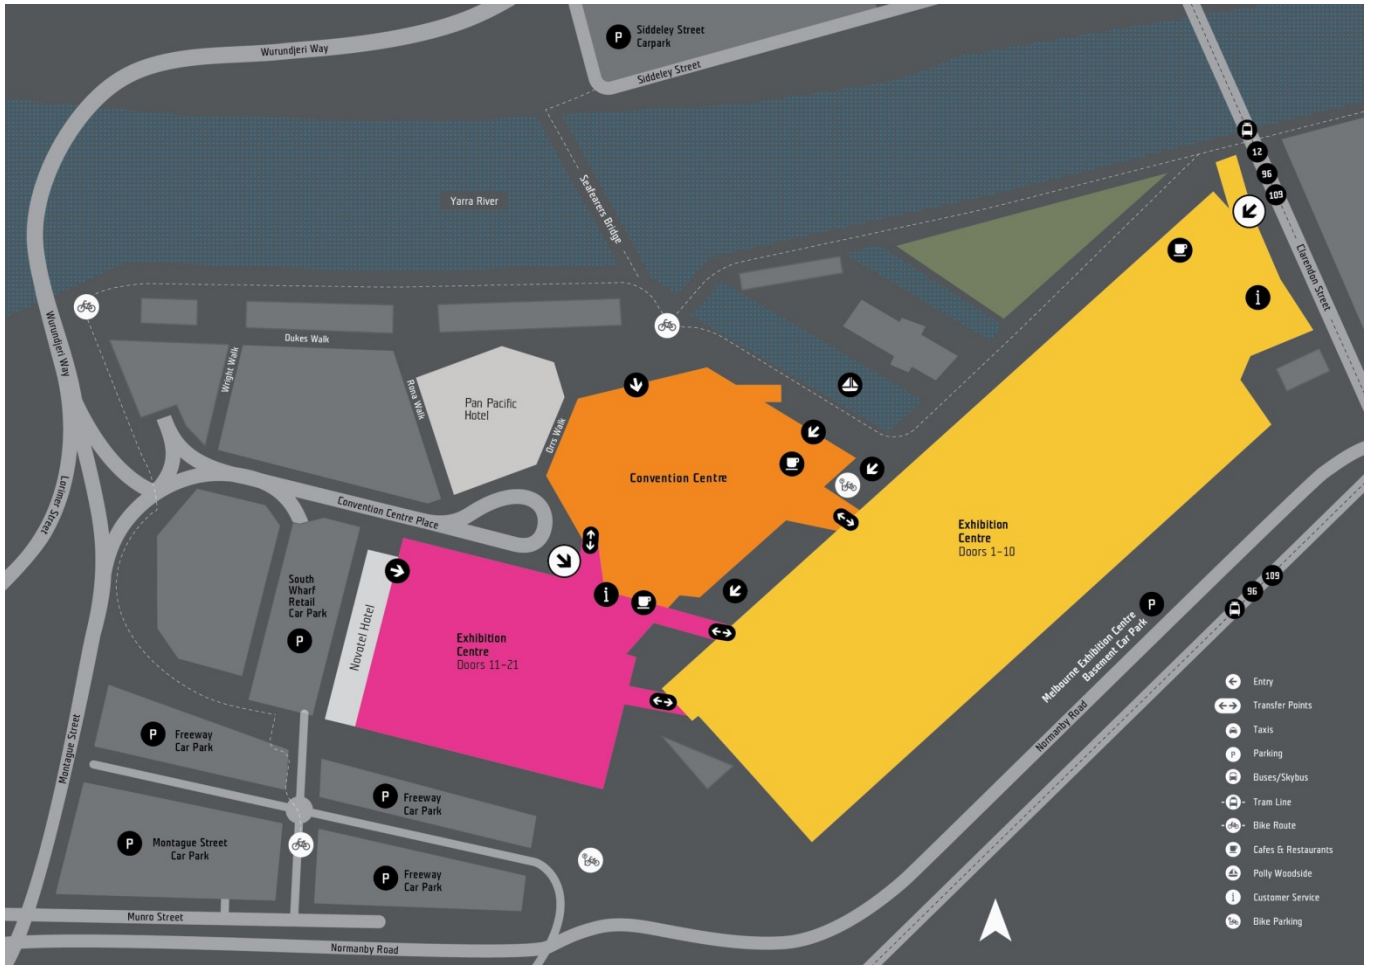 P
Siddeley Street
Carpark
Wurundjeri Way
Siddeley Street
12
96
109
Seafarers Bridge
Yarra River
Clarendon Street
i
Wurundjeri Way
Dukes Walk
Wright Walk
Rona Walk
Pan Pacific
Hotel
Orrs Walk
Convention Centre
Lorimer Street
Convention Centre Place
Exhibition
Centre
Doors 1-10
South
Wharf
Retail
Car Park
P
Novotel Hotel
i
Exhibition
Centre
Doors 11-21
109
96
P
Melbourne Exhibition Centre
Basement Car Park
Normanby Road
Montague Street
P
Freeway
Car Park
P
Freeway
Car Park
P
Montague Street
Car Park
P
Freeway
Car Park
Munro Street
Normanby Road
Entry
Transfer Points
Taxis
P
Parking
Buses/Skybus
Tram Line
Bike Route
Cafes & Restaurants
Polly Woodside
i
Customer Service
Bike Parking